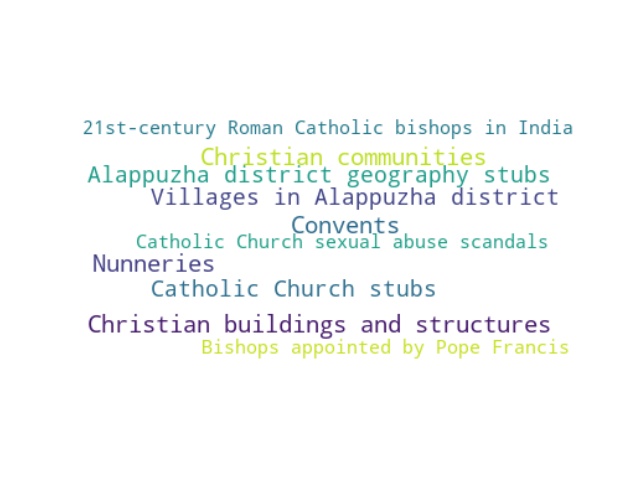 21st-century Roman Catholic bishops in India
Christian communities
Alappuzha district geography stubs
Villages in Alappuzha district
Convents
Catholic Church sexual abuse scandals
Nunneries
Catholic Church stubs
Christian buildings and structures
Bishops appointed by Pope Francis